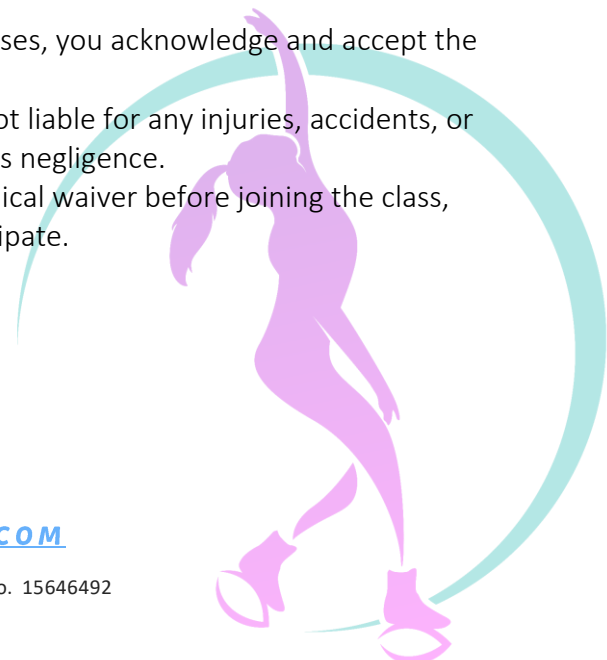 ses, you acknowledge and accept the
ot liable for any injuries, accidents, or
s negligence.
ical waiver before joining the class,
ipate.
COM
o. 15646492